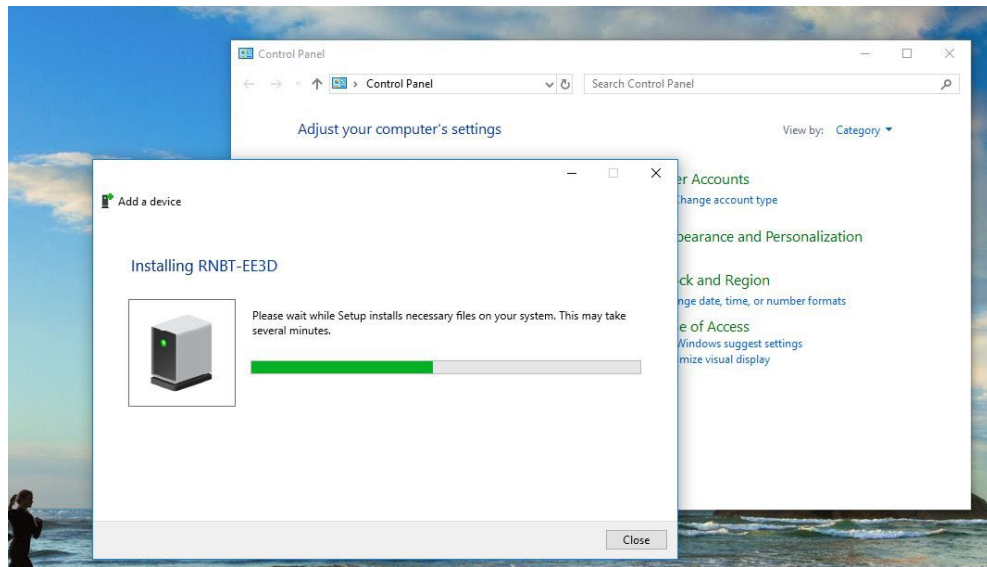 Control Panel
Control Panel
Search Control Panel
Adjust your computer's settings
View by: Category
Add a device
Installing RNBT-EE3D
Please wait while Setup installs necessary files on your system. This may take
several minutes.
Close
er Accounts
Change account type
pearance and Personalization
ck and Region
nge date, time, or number formats
e of Access
Windows suggest settings
mize visual display